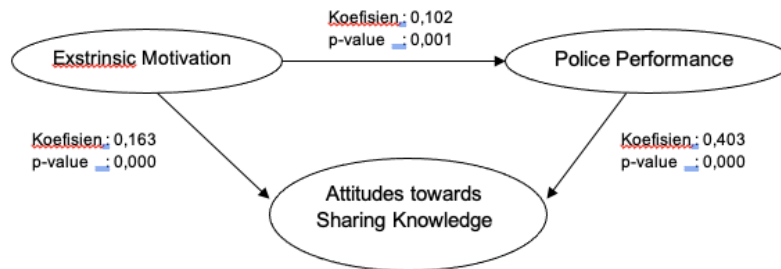 Koefisien : 0,102
p-value : 0,001
Exstrinsic Motivation
Police Performance
Koefisien : 0,163
p-value : 0,000
Koefisien : 0,403
p-value : 0,000
Attitudes towards
Sharing Knowledge